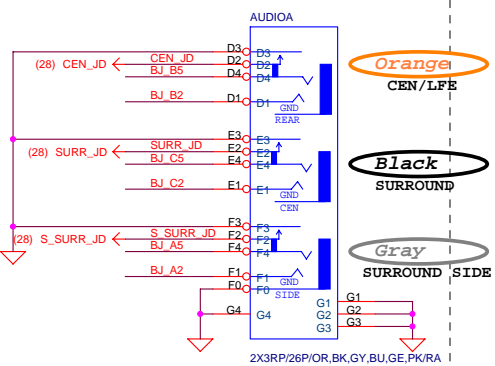 AUDIOA
D3 D3
(28) CEN_JD CEN_JD D2 D2
BJ_B5 D4 D4
Orange
CEN/LFE
BJ_B2 D1 D1
GND
REAR
E3 E3
(28) SURR_JD SURR_JD E2 E2
BJ_C5 E4 E4
Black
SURROUND
BJ_C2 E1 E1
GND
CEN
F3 F3
(28) S_SURR_JD S_SURR_JD F2 F2
BJ_A5 F4 F4
Gray
SURROUND SIDE
BJ_A2 F1 F1
GND
F0 F0
SIDE
G1 G1
G4 G4
G2 G2
G3 G3
2X3RP/26P/OR,BK,GY,BU,GE,PK/RA